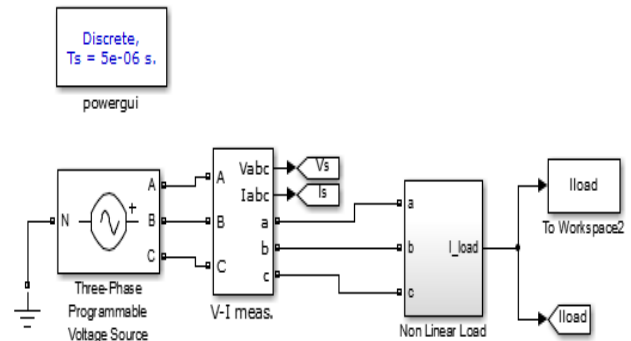 Discrete,
Ts = 5e-06 s.
powergui
N
+
A
B
C
A
B
C
Vabc
Iabc
a
b
c
Vs
Is
a
b
c
I_load
Iload
To Workspace2
Iload
Three-Phase
Programmable
Voltage Source
V-I meas.
Non Linear Load